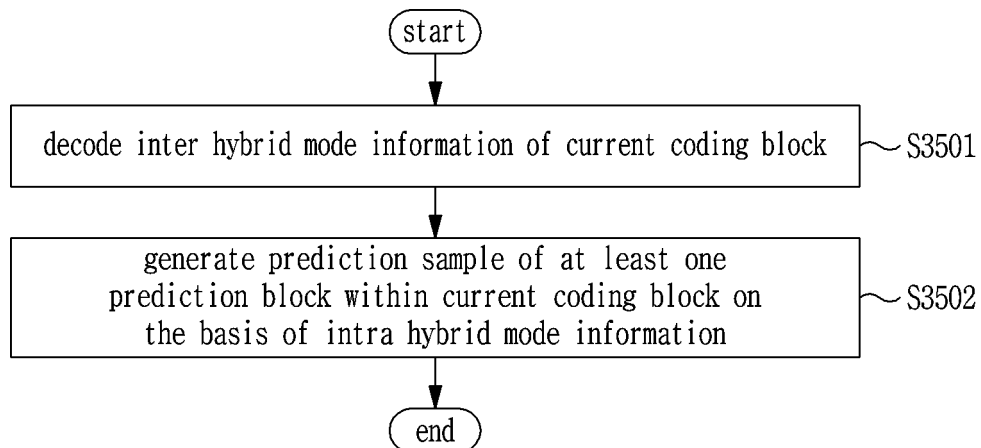 start
decode inter hybrid mode information of current coding block
S3501
generate prediction sample of at least one
prediction block within current coding block on
the basis of intra hybrid mode information
S3502
end